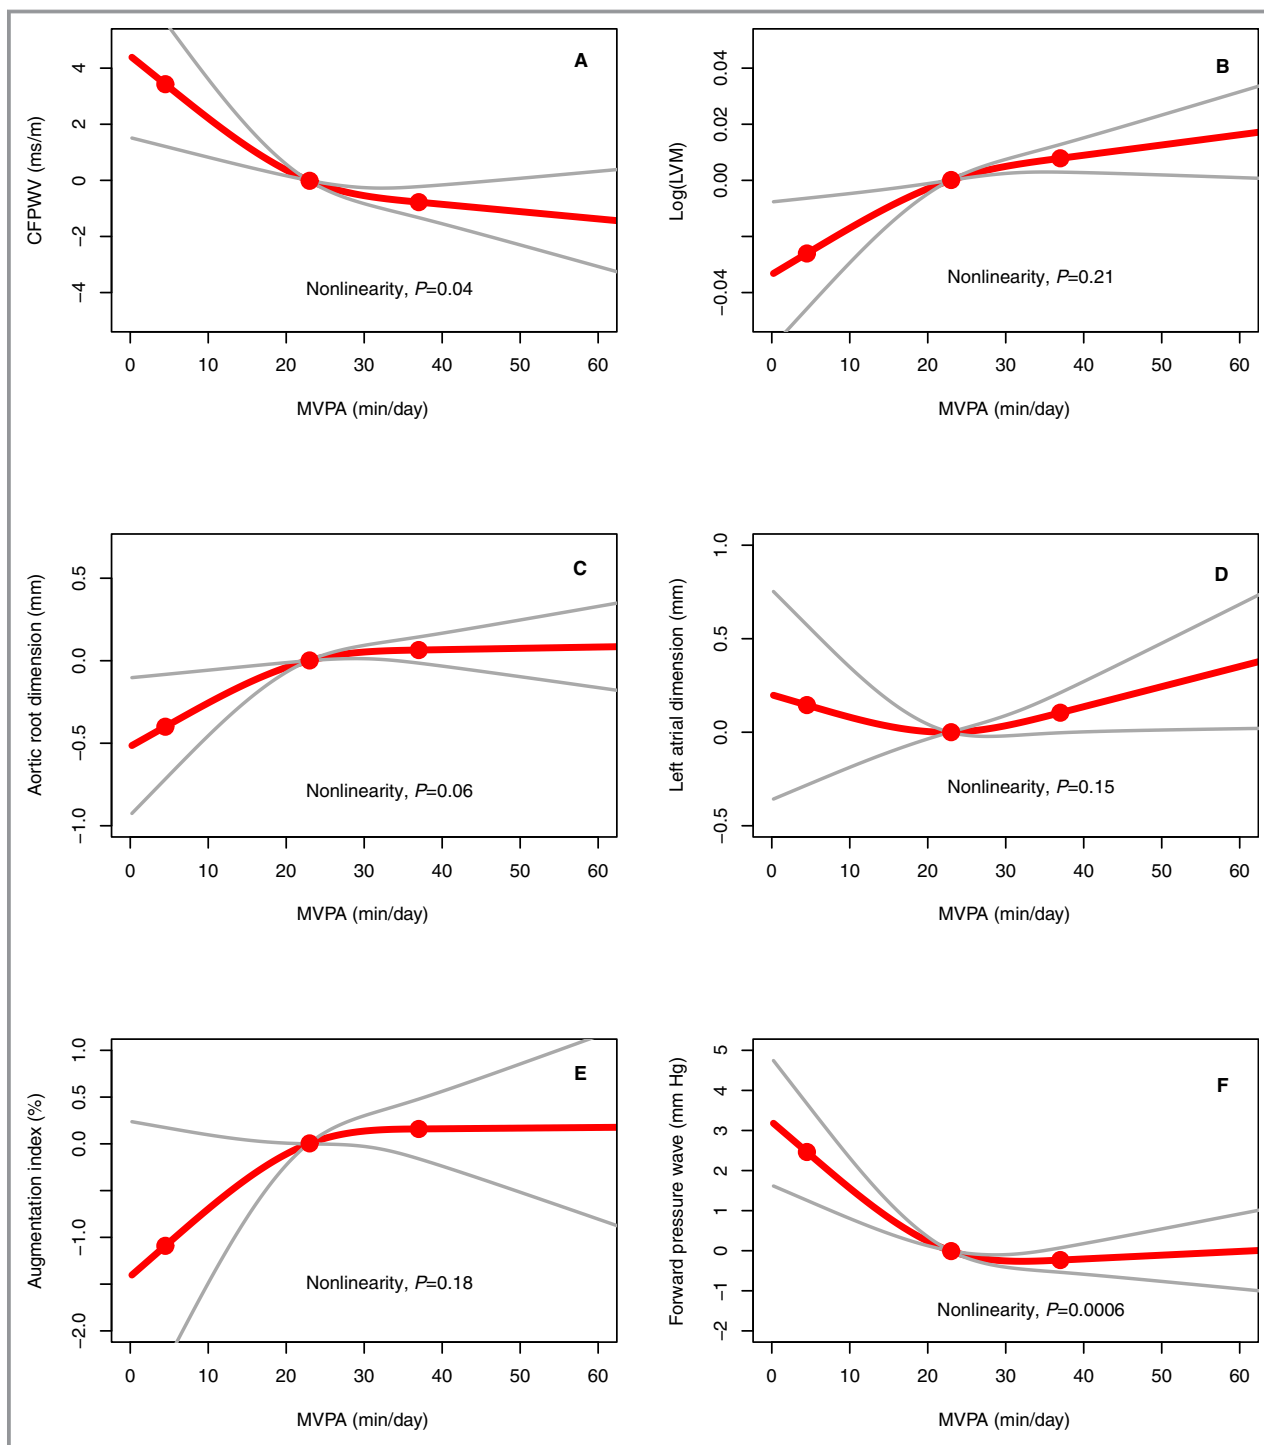 A
CFPWV (ms/m)
4
2
0
−2
−4
Nonlinearity, P=0.04
0 10 20 30 40 50 60
MVPA (min/day)
B
Log(LVM)
0.04
0.02
0.00
−0.04
Nonlinearity, P=0.21
0 10 20 30 40 50 60
MVPA (min/day)
C
Aortic root dimension (mm)
0.5
0.0
−0.5
−1.0
Nonlinearity, P=0.06
0 10 20 30 40 50 60
MVPA (min/day)
D
Left atrial dimension (mm)
1.0
0.5
0.0
−0.5
Nonlinearity, P=0.15
0 10 20 30 40 50 60
MVPA (min/day)
E
Augmentation index (%)
1.0
0.5
0.0
−1.0
−2.0
Nonlinearity, P=0.18
0 10 20 30 40 50 60
MVPA (min/day)
F
Forward pressure wave (mm Hg)
5
4
3
2
1
0
−1
−2
Nonlinearity, P=0.0006
0 10 20 30 40 50 60
MVPA (min/day)